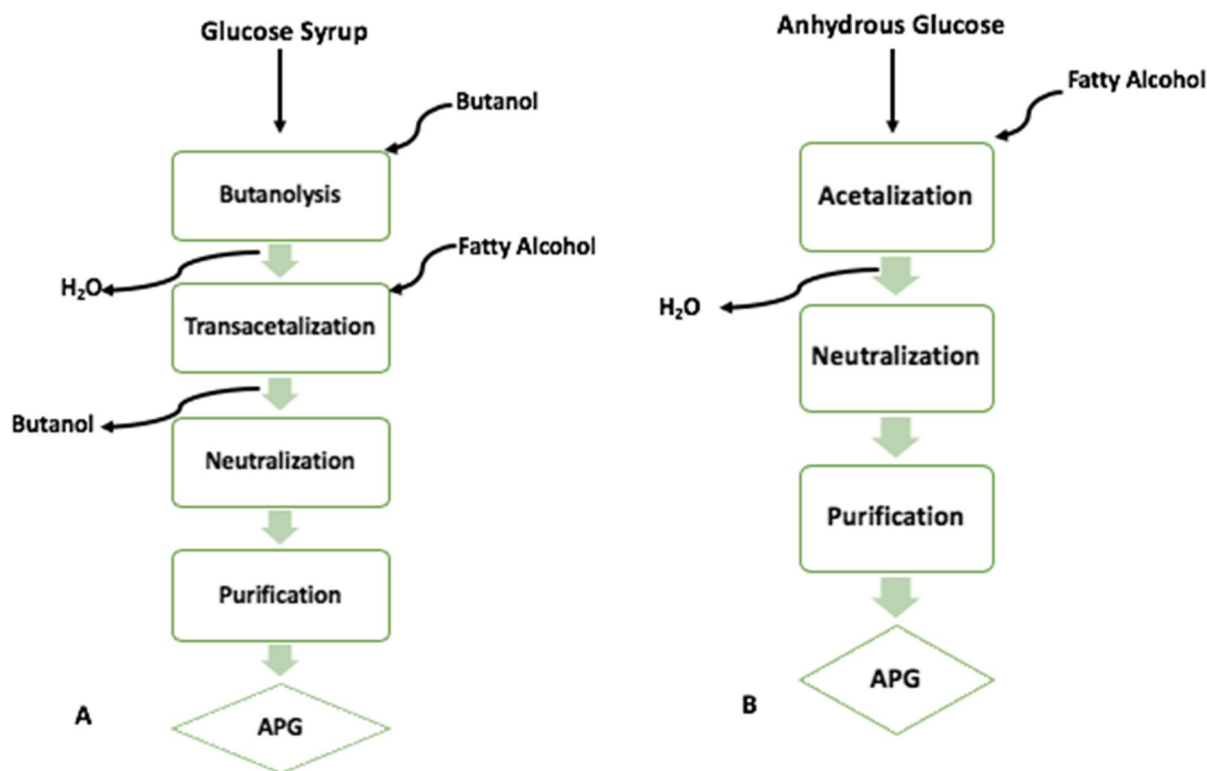 Glucose Syrup
Butanol
Butanolysis
Fatty Alcohol
H₂O
Transacetalization
Butanol
Neutralization
Purification
A
APG
Anhydrous Glucose
Fatty Alcohol
Acetalization
H₂O
Neutralization
Purification
APG
B